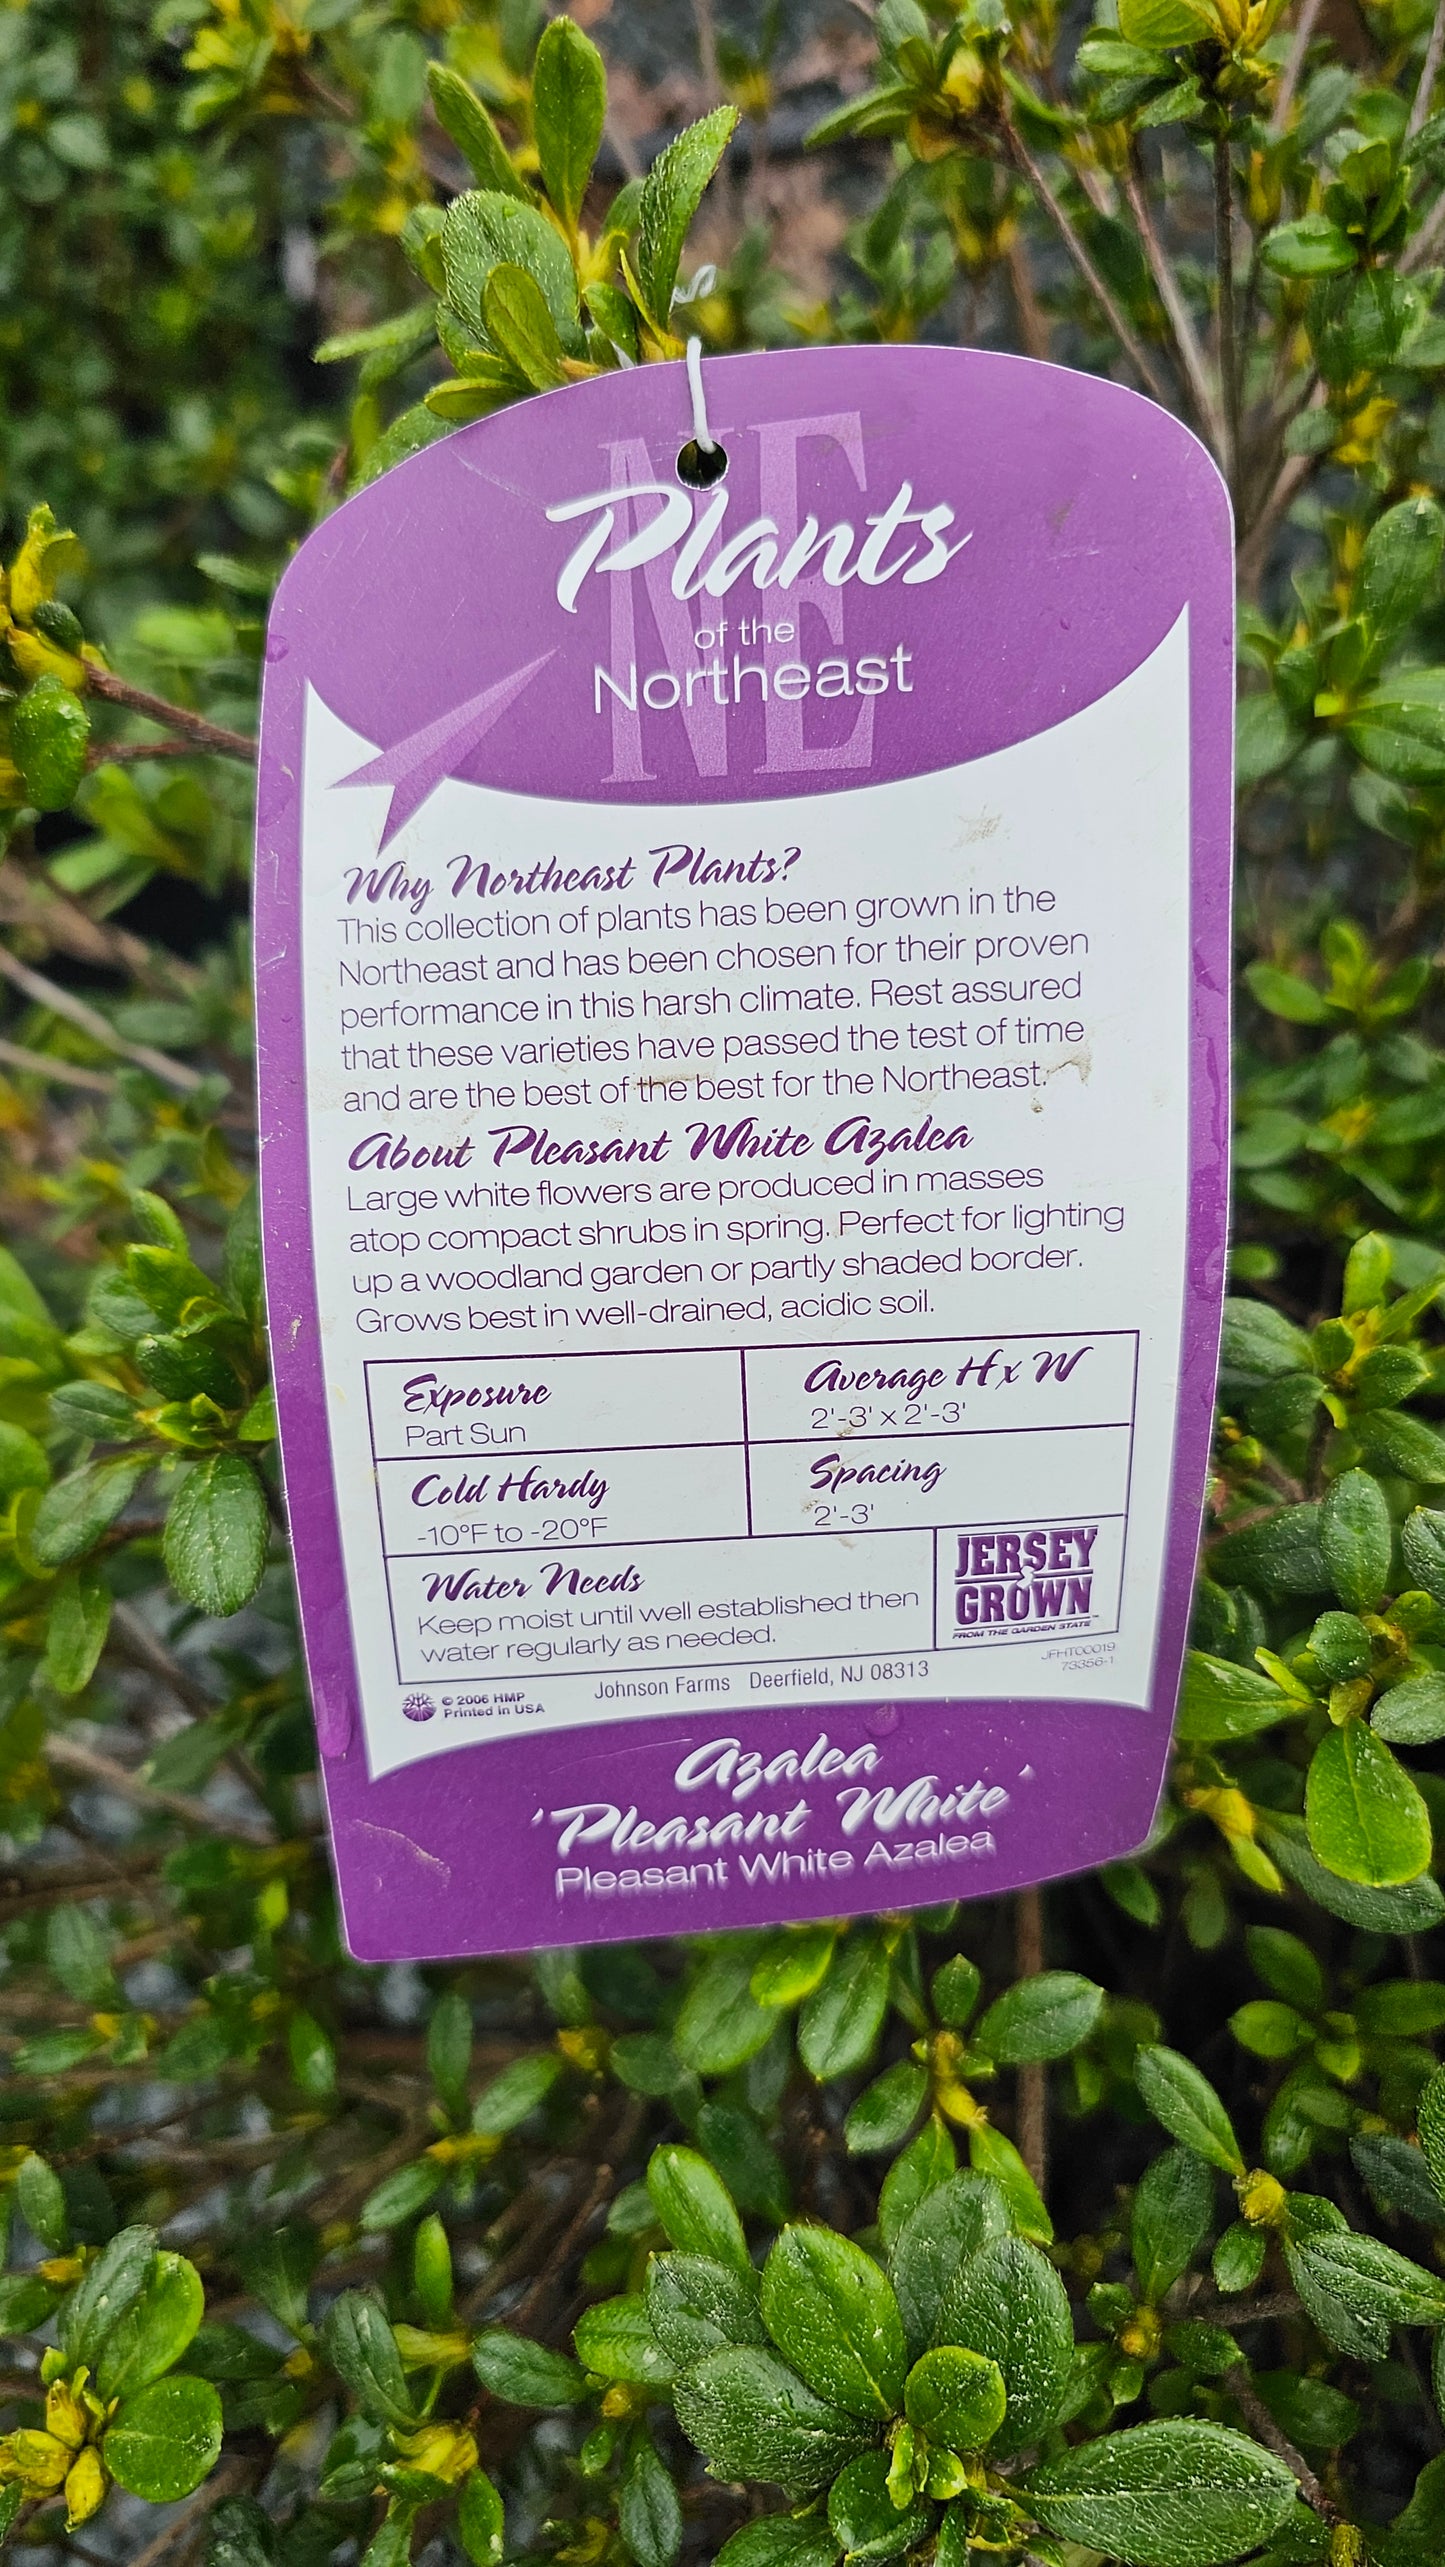 NE
Plants
of the
Northeast
Why Northeast Plants?
This collection of plants has been grown in the
Northeast and has been chosen for their proven
performance in this harsh climate. Rest assured
that these varieties have passed the test of time
and are the best of the best for the Northeast.
About Pleasant White Azalea
Large white flowers are produced in masses
atop compact shrubs in spring. Perfect for lighting
up a woodland garden or partly shaded border.
Grows best in well-drained, acidic soil.
Exposure
Part Sun
Average H x W
2'-3' x 2'-3'
Cold Hardy
-10°F to -20°F
Spacing
2'-3'
Water Needs
Keep moist until well established then
water regularly as needed.
JERSEY
GROWN™
FROM THE GARDEN STATE
JFHT00019
73356-1
© 2006 HMP
Printed in USA
Johnson Farms Deerfield, NJ 08313
Azalea
'Pleasant White'
Pleasant White Azalea